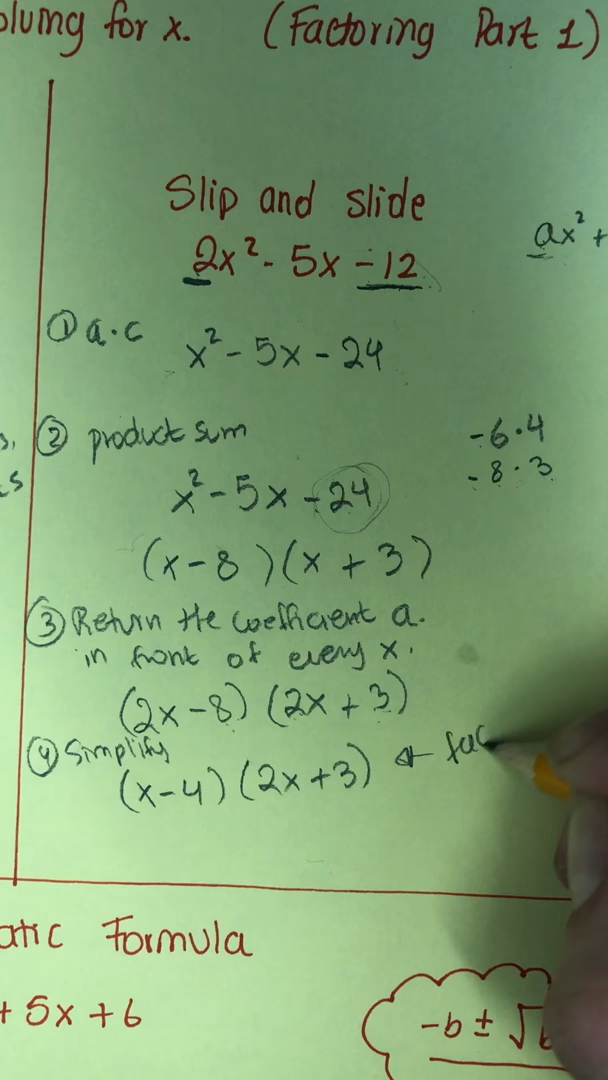 for x. (Factoring Part 1)
Slip and slide
2x² - 5x - 12
ax² +
① a.c
x² - 5x - 24
② product sum
-6.4
-8.3
x² - 5x - 24
(x - 8)(x + 3)
③ Return the coefficient a.
in front of every x.
(2x - 8)(2x + 3)
④ Simplify
(x - 4)(2x + 3) ←
Formula
+ 5x + 6
-b ± √